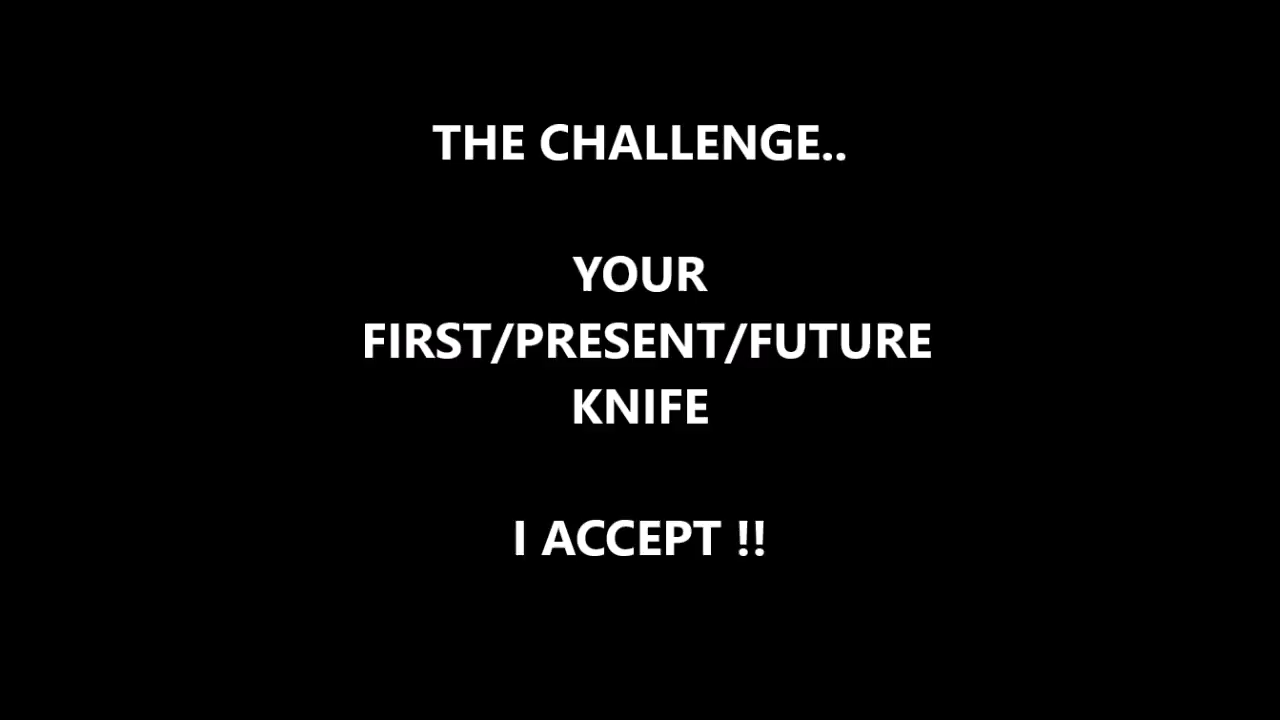 THE CHALLENGE..
YOUR
FIRST/PRESENT/FUTURE
KNIFE
I ACCEPT !!